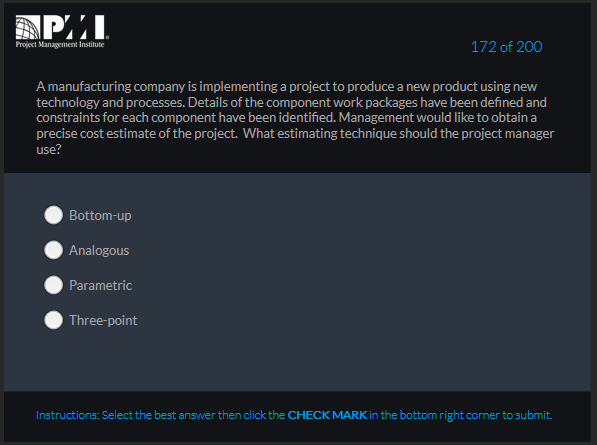 PMI
Project Management Institute
172 of 200
A manufacturing company is implementing a project to produce a new product using new
technology and processes. Details of the component work packages have been defined and
constraints for each component have been identified. Management would like to obtain a
precise cost estimate of the project.  What estimating technique should the project manager
use?
Bottom-up
Analogous
Parametric
Three-point
Instructions: Select the best answer then click the CHECK MARK in the bottom right corner to submit.